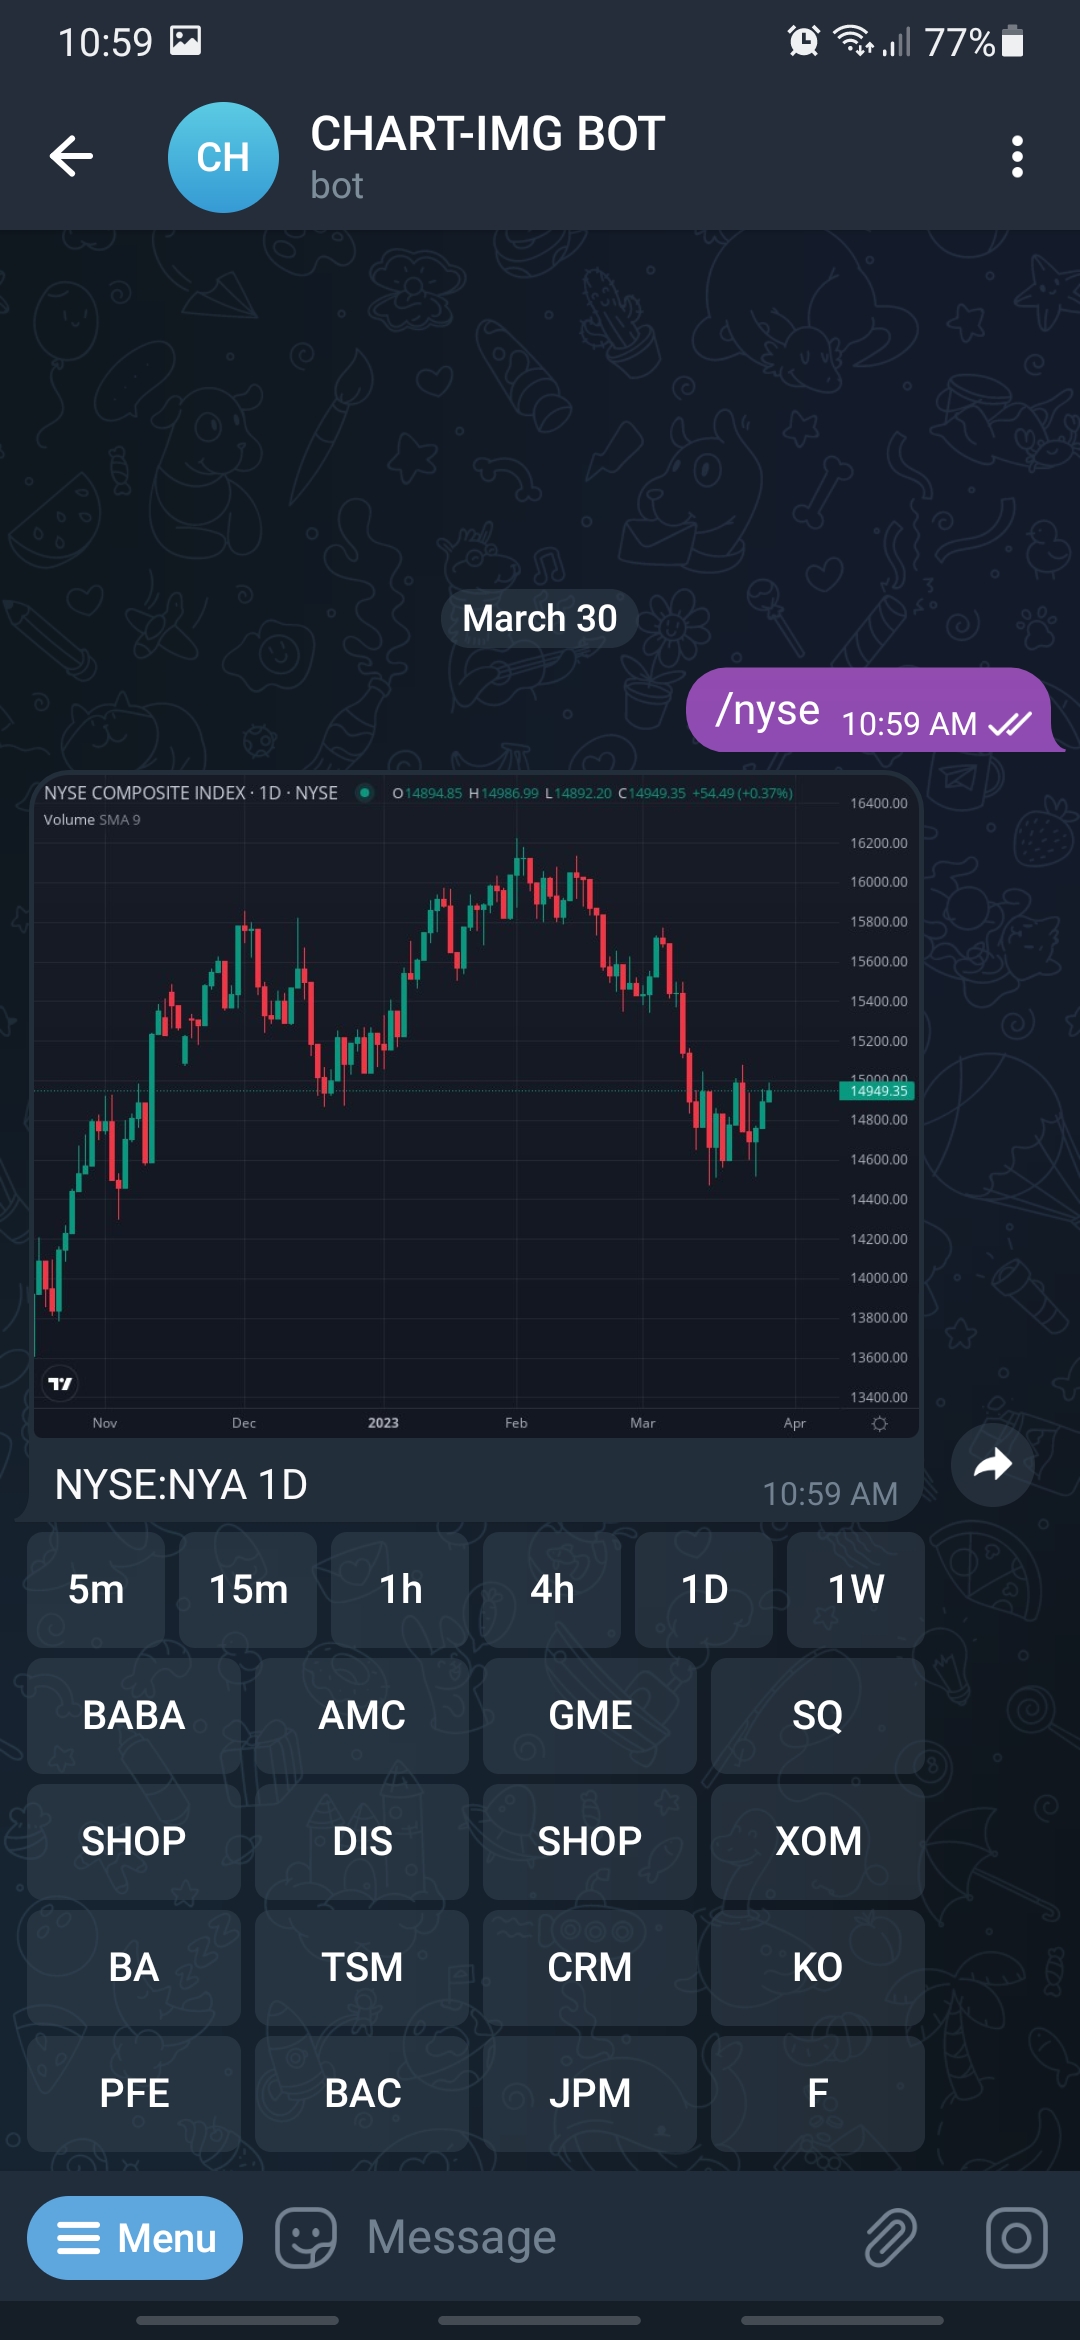 10:59 77%
CH CHART-IMG BOT
bot
March 30
/nyse 10:59 AM
NYSE COMPOSITE INDEX · 1D · NYSE O14894.85 H14986.99 L14892.20 C14949.35 +54.49 (+0.37%)
Volume SMA 9
16400.00
16200.00
16000.00
15800.00
15600.00
15400.00
15200.00
15000.00
14949.35
14800.00
14600.00
14400.00
14200.00
14000.00
13800.00
13600.00
13400.00
Nov Dec 2023 Feb Mar Apr
NYSE:NYA 1D 10:59 AM
5m 15m 1h 4h 1D 1W
BABA AMC GME SQ
SHOP DIS SHOP XOM
BA TSM CRM KO
PFE BAC JPM F
Menu Message